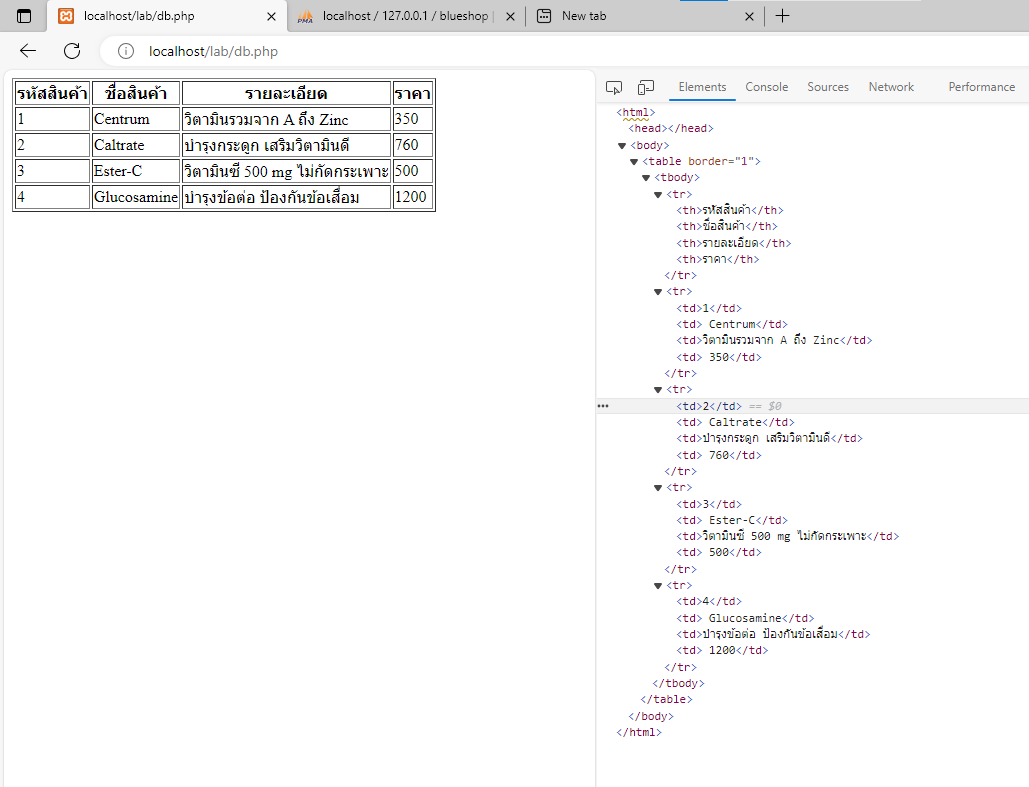 localhost/lab/db.php
localhost / 127.0.0.1 / blueshop |
New tab
localhost/lab/db.php
รหัสสินค้า ชื่อสินค้า รายละเอียด ราคา
1 Centrum วิตามินรวมจาก A ถึง Zinc 350
2 Caltrate บำรุงกระดูก เสริมวิตามินดี 760
3 Ester-C วิตามินซี 500 mg ไม่กัดกระเพาะ 500
4 Glucosamine บำรุงข้อต่อ ป้องกันข้อเสื่อม 1200
Elements Console Sources Network Performance
<html>
<head></head>
<body>
<table border="1">
<tbody>
<tr>
<th>รหัสสินค้า</th>
<th>ชื่อสินค้า</th>
<th>รายละเอียด</th>
<th>ราคา</th>
</tr>
<tr>
<td>1</td>
<td> Centrum</td>
<td>วิตามินรวมจาก A ถึง Zinc</td>
<td> 350</td>
</tr>
<tr>
<td>2</td> == $0
<td> Caltrate</td>
<td>บำรุงกระดูก เสริมวิตามินดี</td>
<td> 760</td>
</tr>
<tr>
<td>3</td>
<td> Ester-C</td>
<td>วิตามินซี 500 mg ไม่กัดกระเพาะ</td>
<td> 500</td>
</tr>
<tr>
<td>4</td>
<td> Glucosamine</td>
<td>บำรุงข้อต่อ ป้องกันข้อเสื่อม</td>
<td> 1200</td>
</tr>
</tbody>
</table>
</body>
</html>